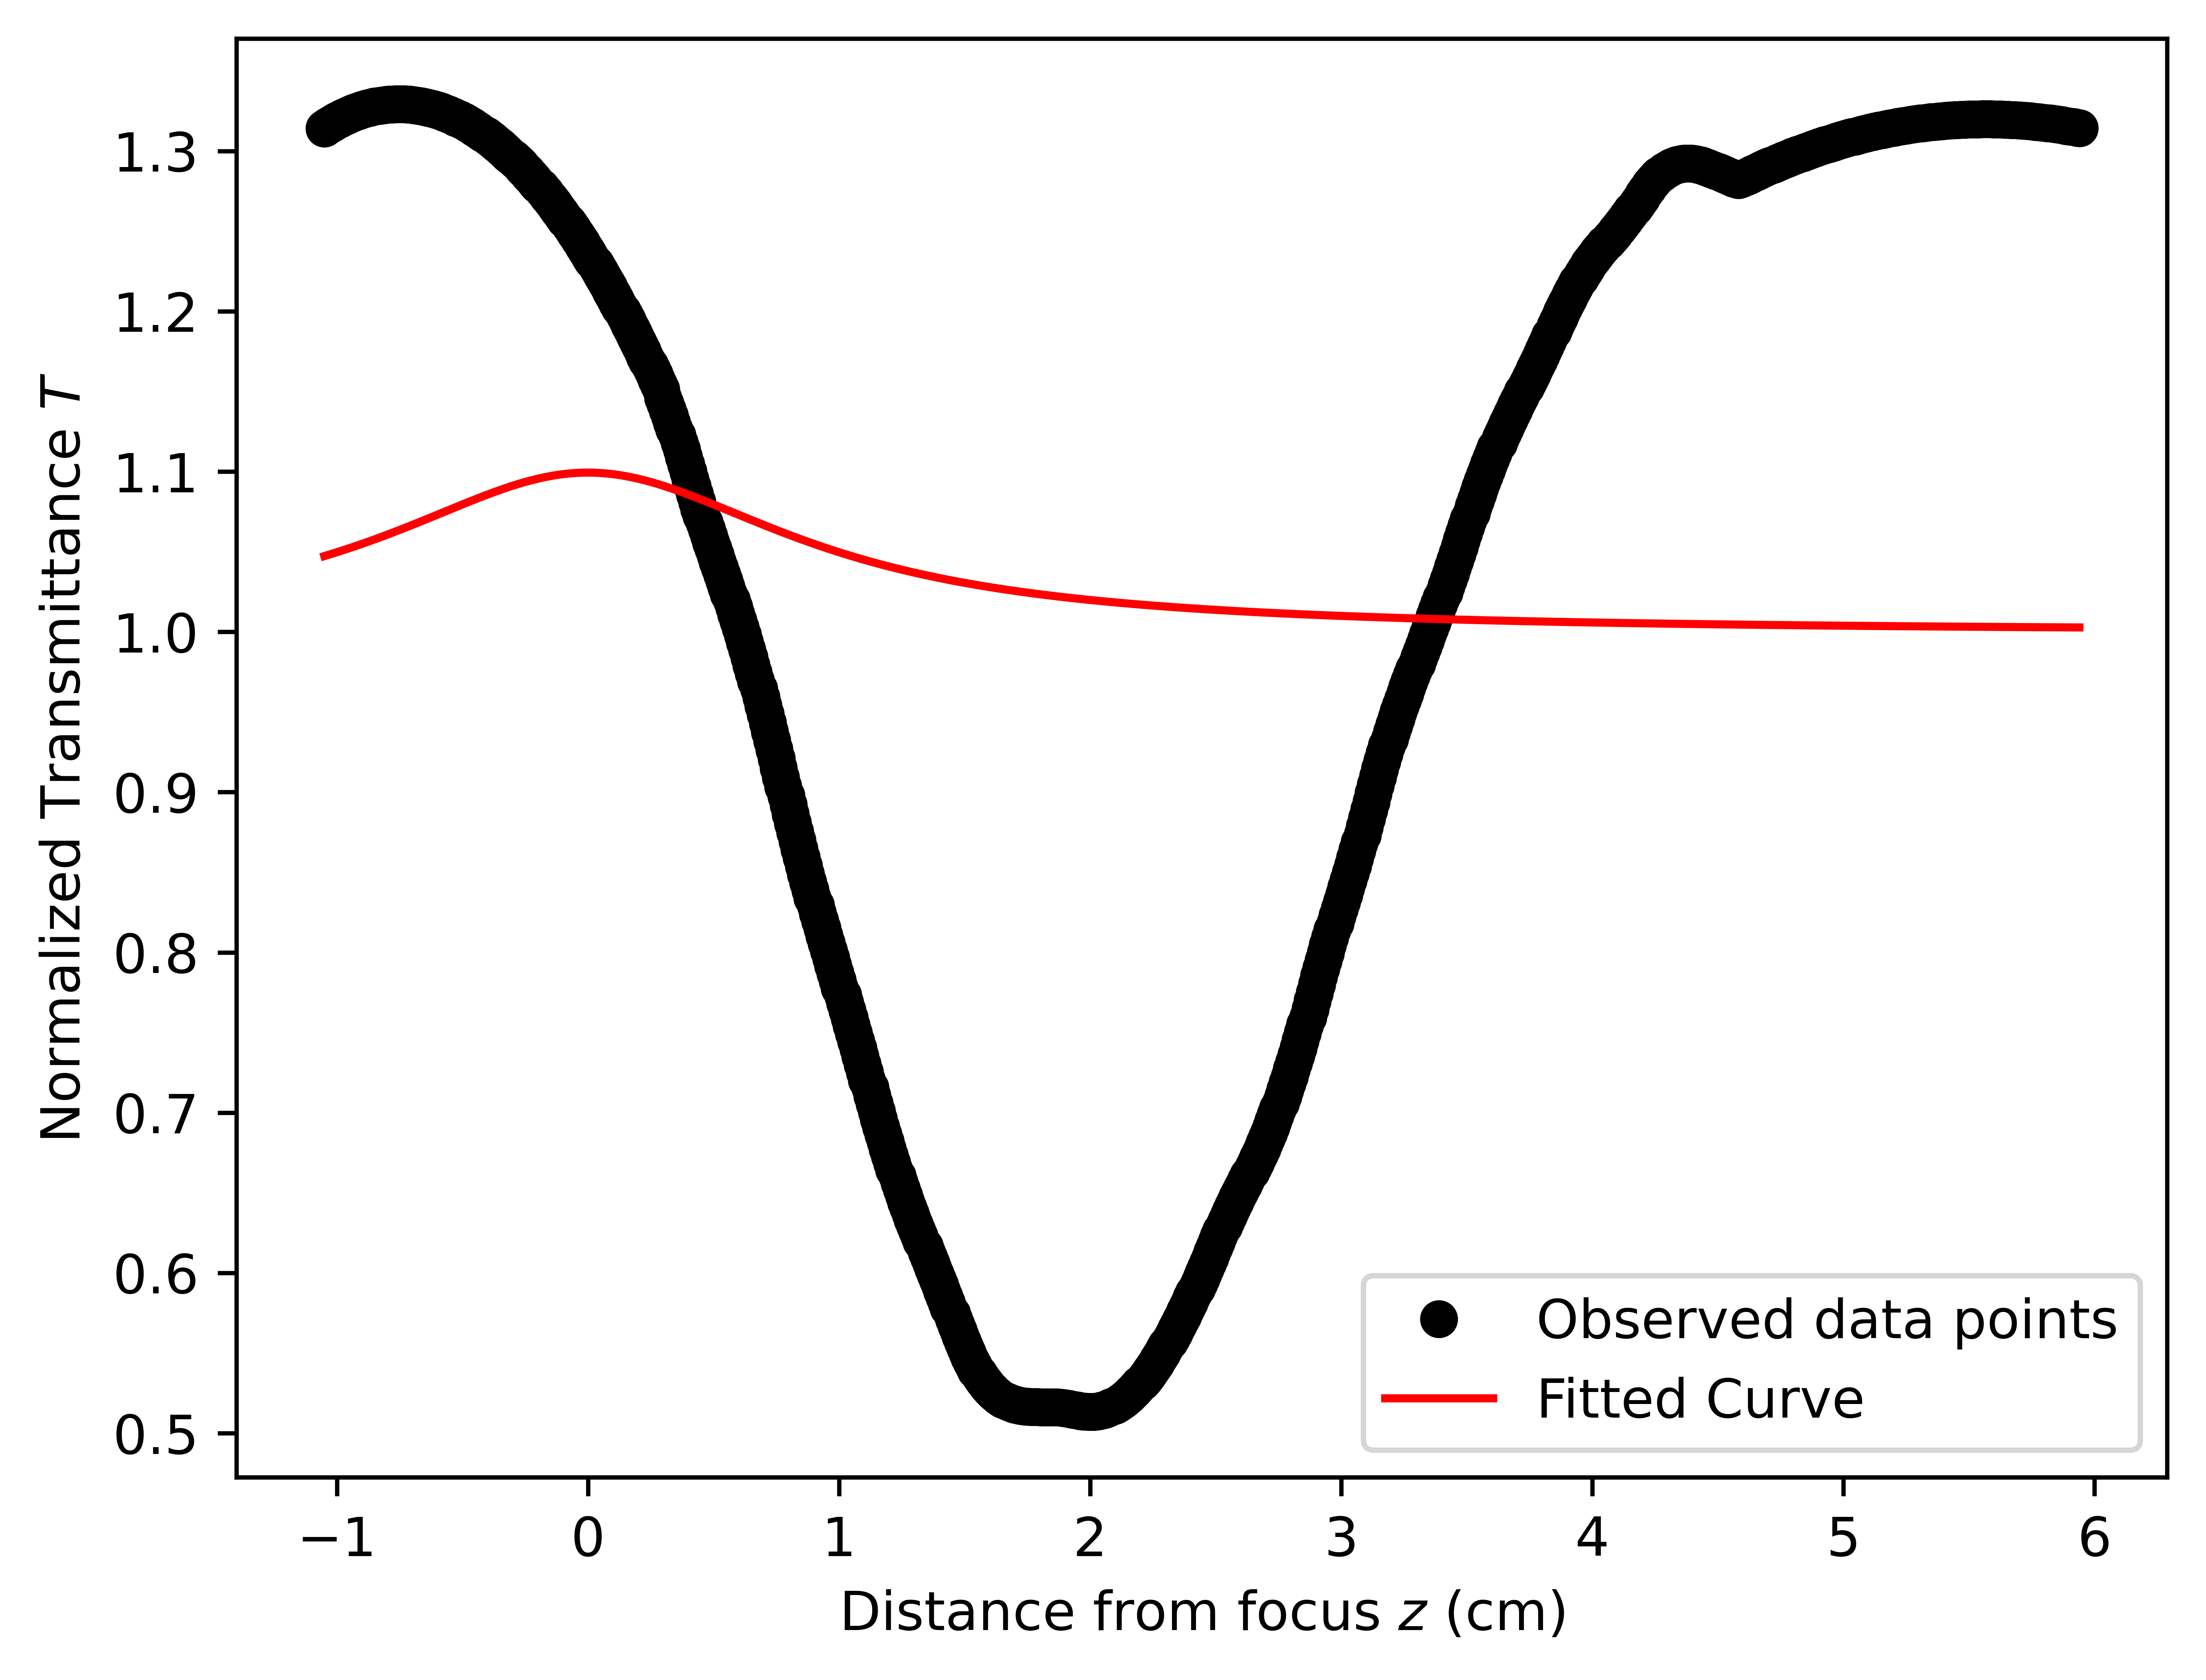 Normalized Transmittance T
1.3
1.2
1.1
1.0
0.9
0.8
0.7
0.6
0.5
Observed data points
Fitted Curve
−1 0 1 2 3 4 5 6
Distance from focus z (cm)